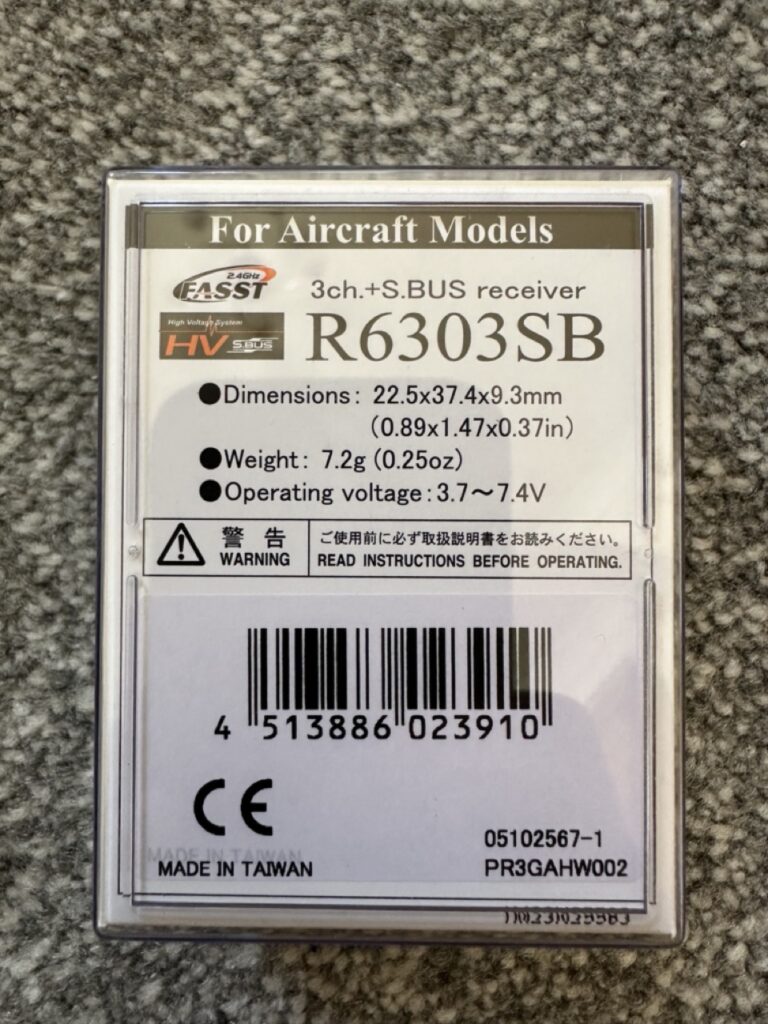 For Aircraft Models
2.4GHz
FASST
3ch.+S.BUS receiver
High Voltage System
HV S.BUS
R6303SB
●Dimensions: 22.5x37.4x9.3mm
(0.89x1.47x0.37in)
●Weight: 7.2g (0.25oz)
●Operating voltage:3.7～7.4V
警告
WARNING
ご使用前に必ず取扱説明書をお読みください。
READ INSTRUCTIONS BEFORE OPERATING.
4 513886 023910
CE
05102567-1
MADE IN TAIWAN
PR3GAHW002